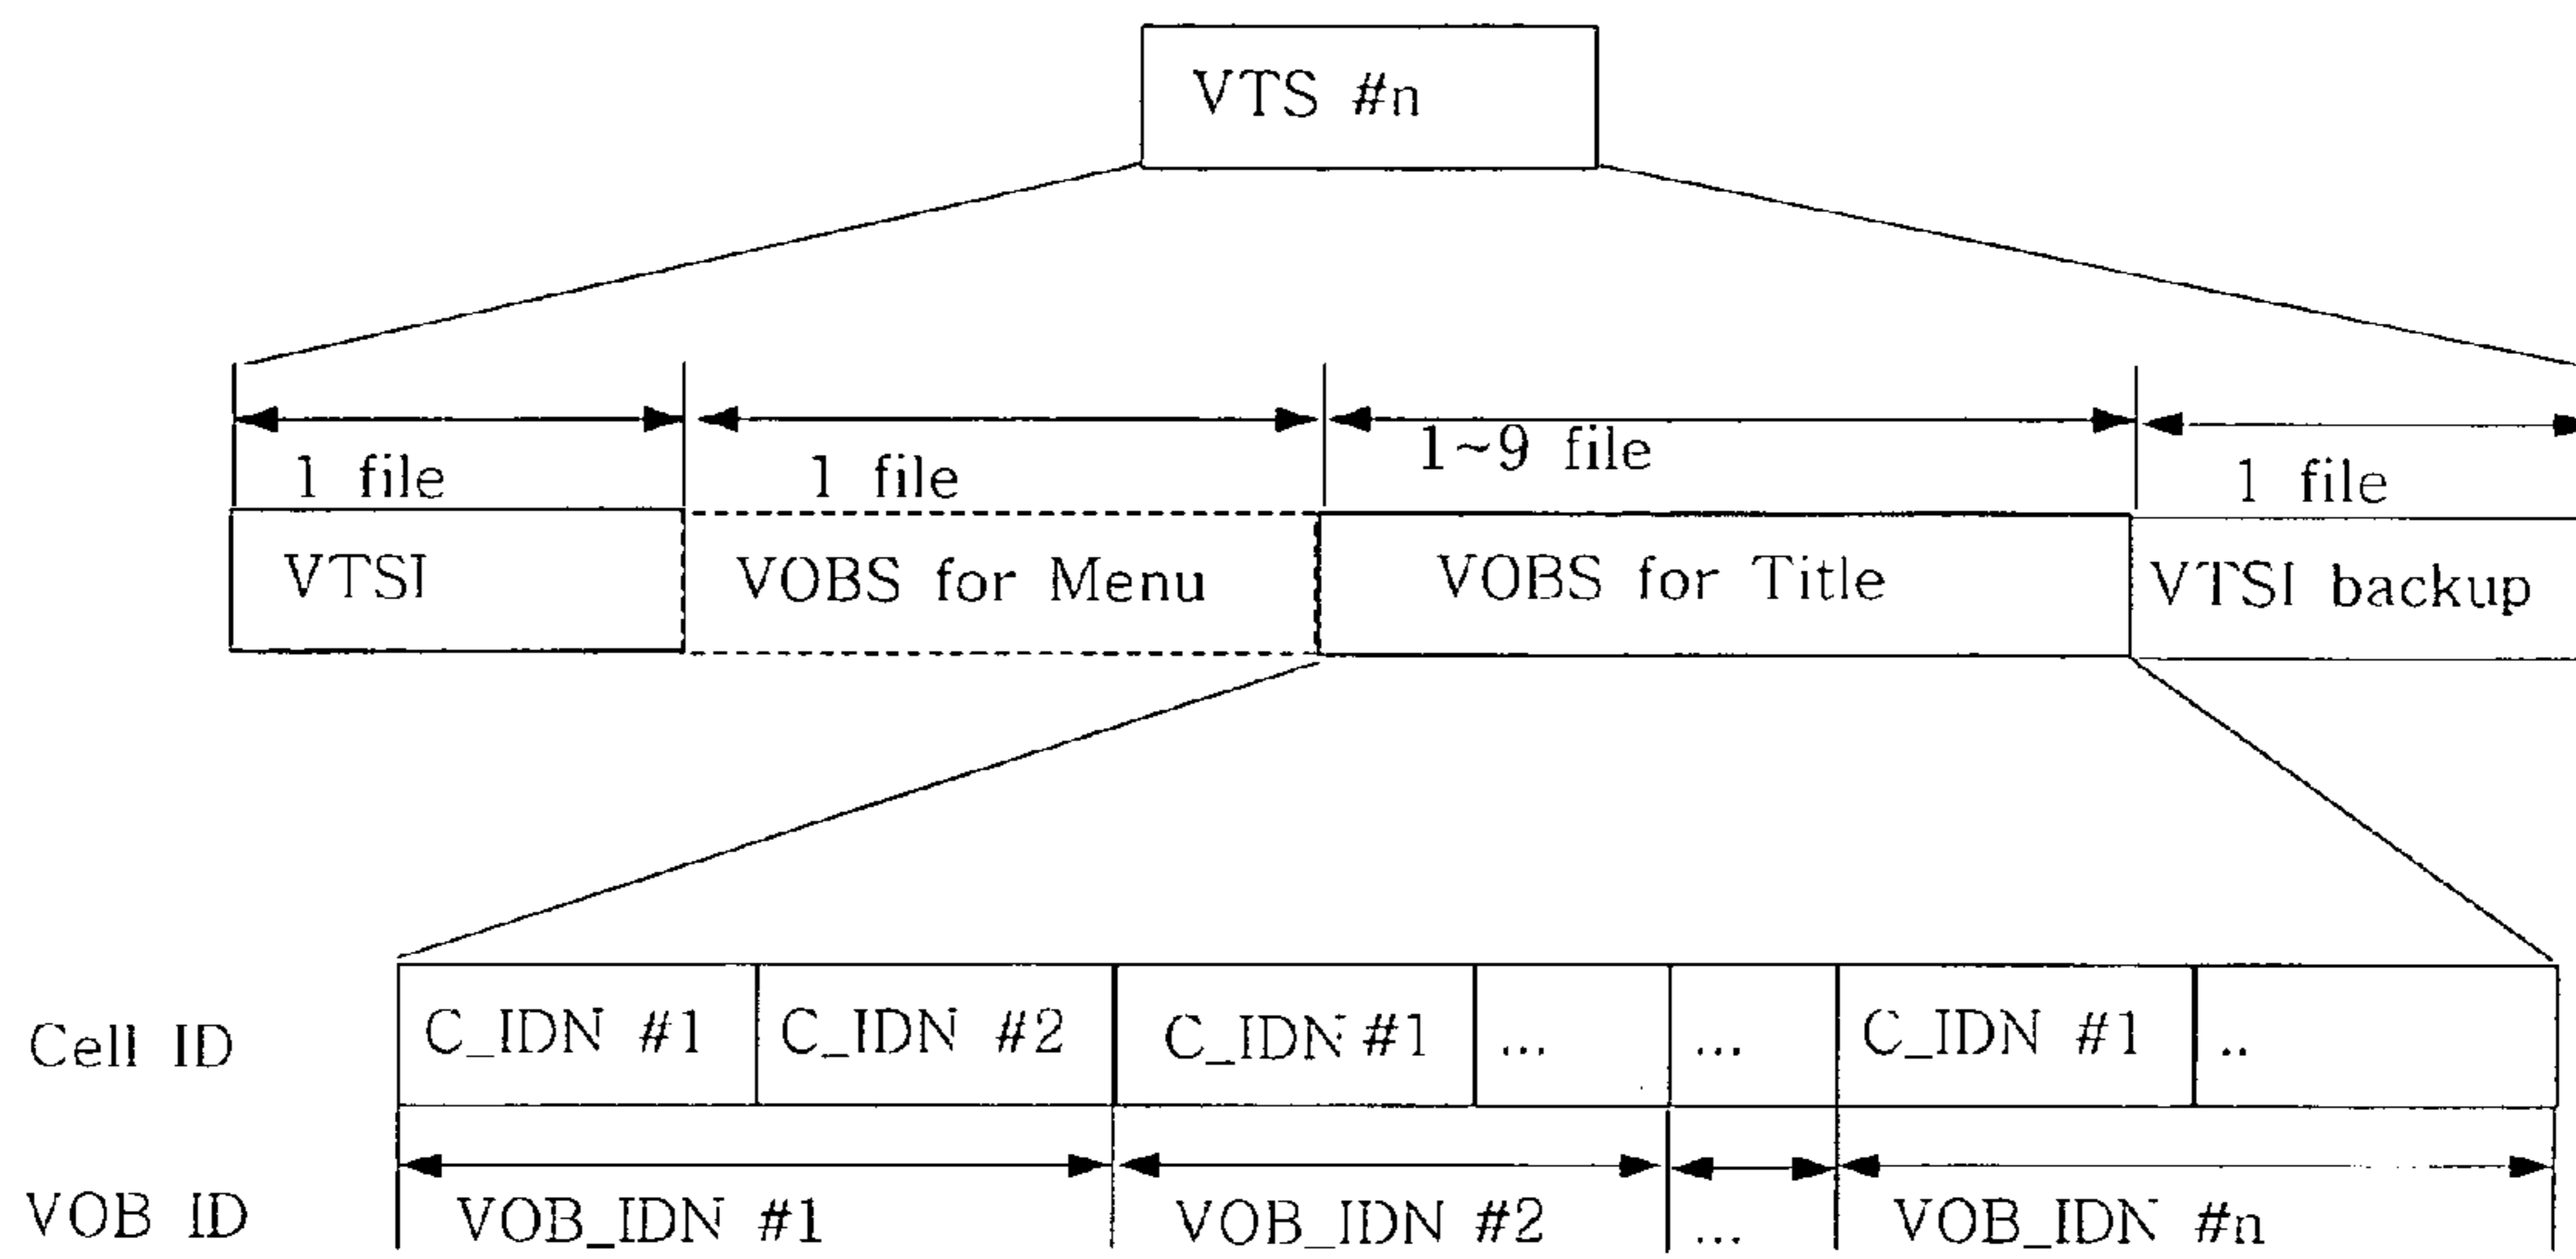 VTS #n
1 file 1 file 1~9 file 1 file
VTSI VOBS for Menu VOBS for Title VTSI backup
Cell ID C_IDN #1 C_IDN #2 C_IDN #1 ... ... C_IDN #1 ..
VOB ID VOB_IDN #1 VOB_IDN #2 ... VOB_IDN #n